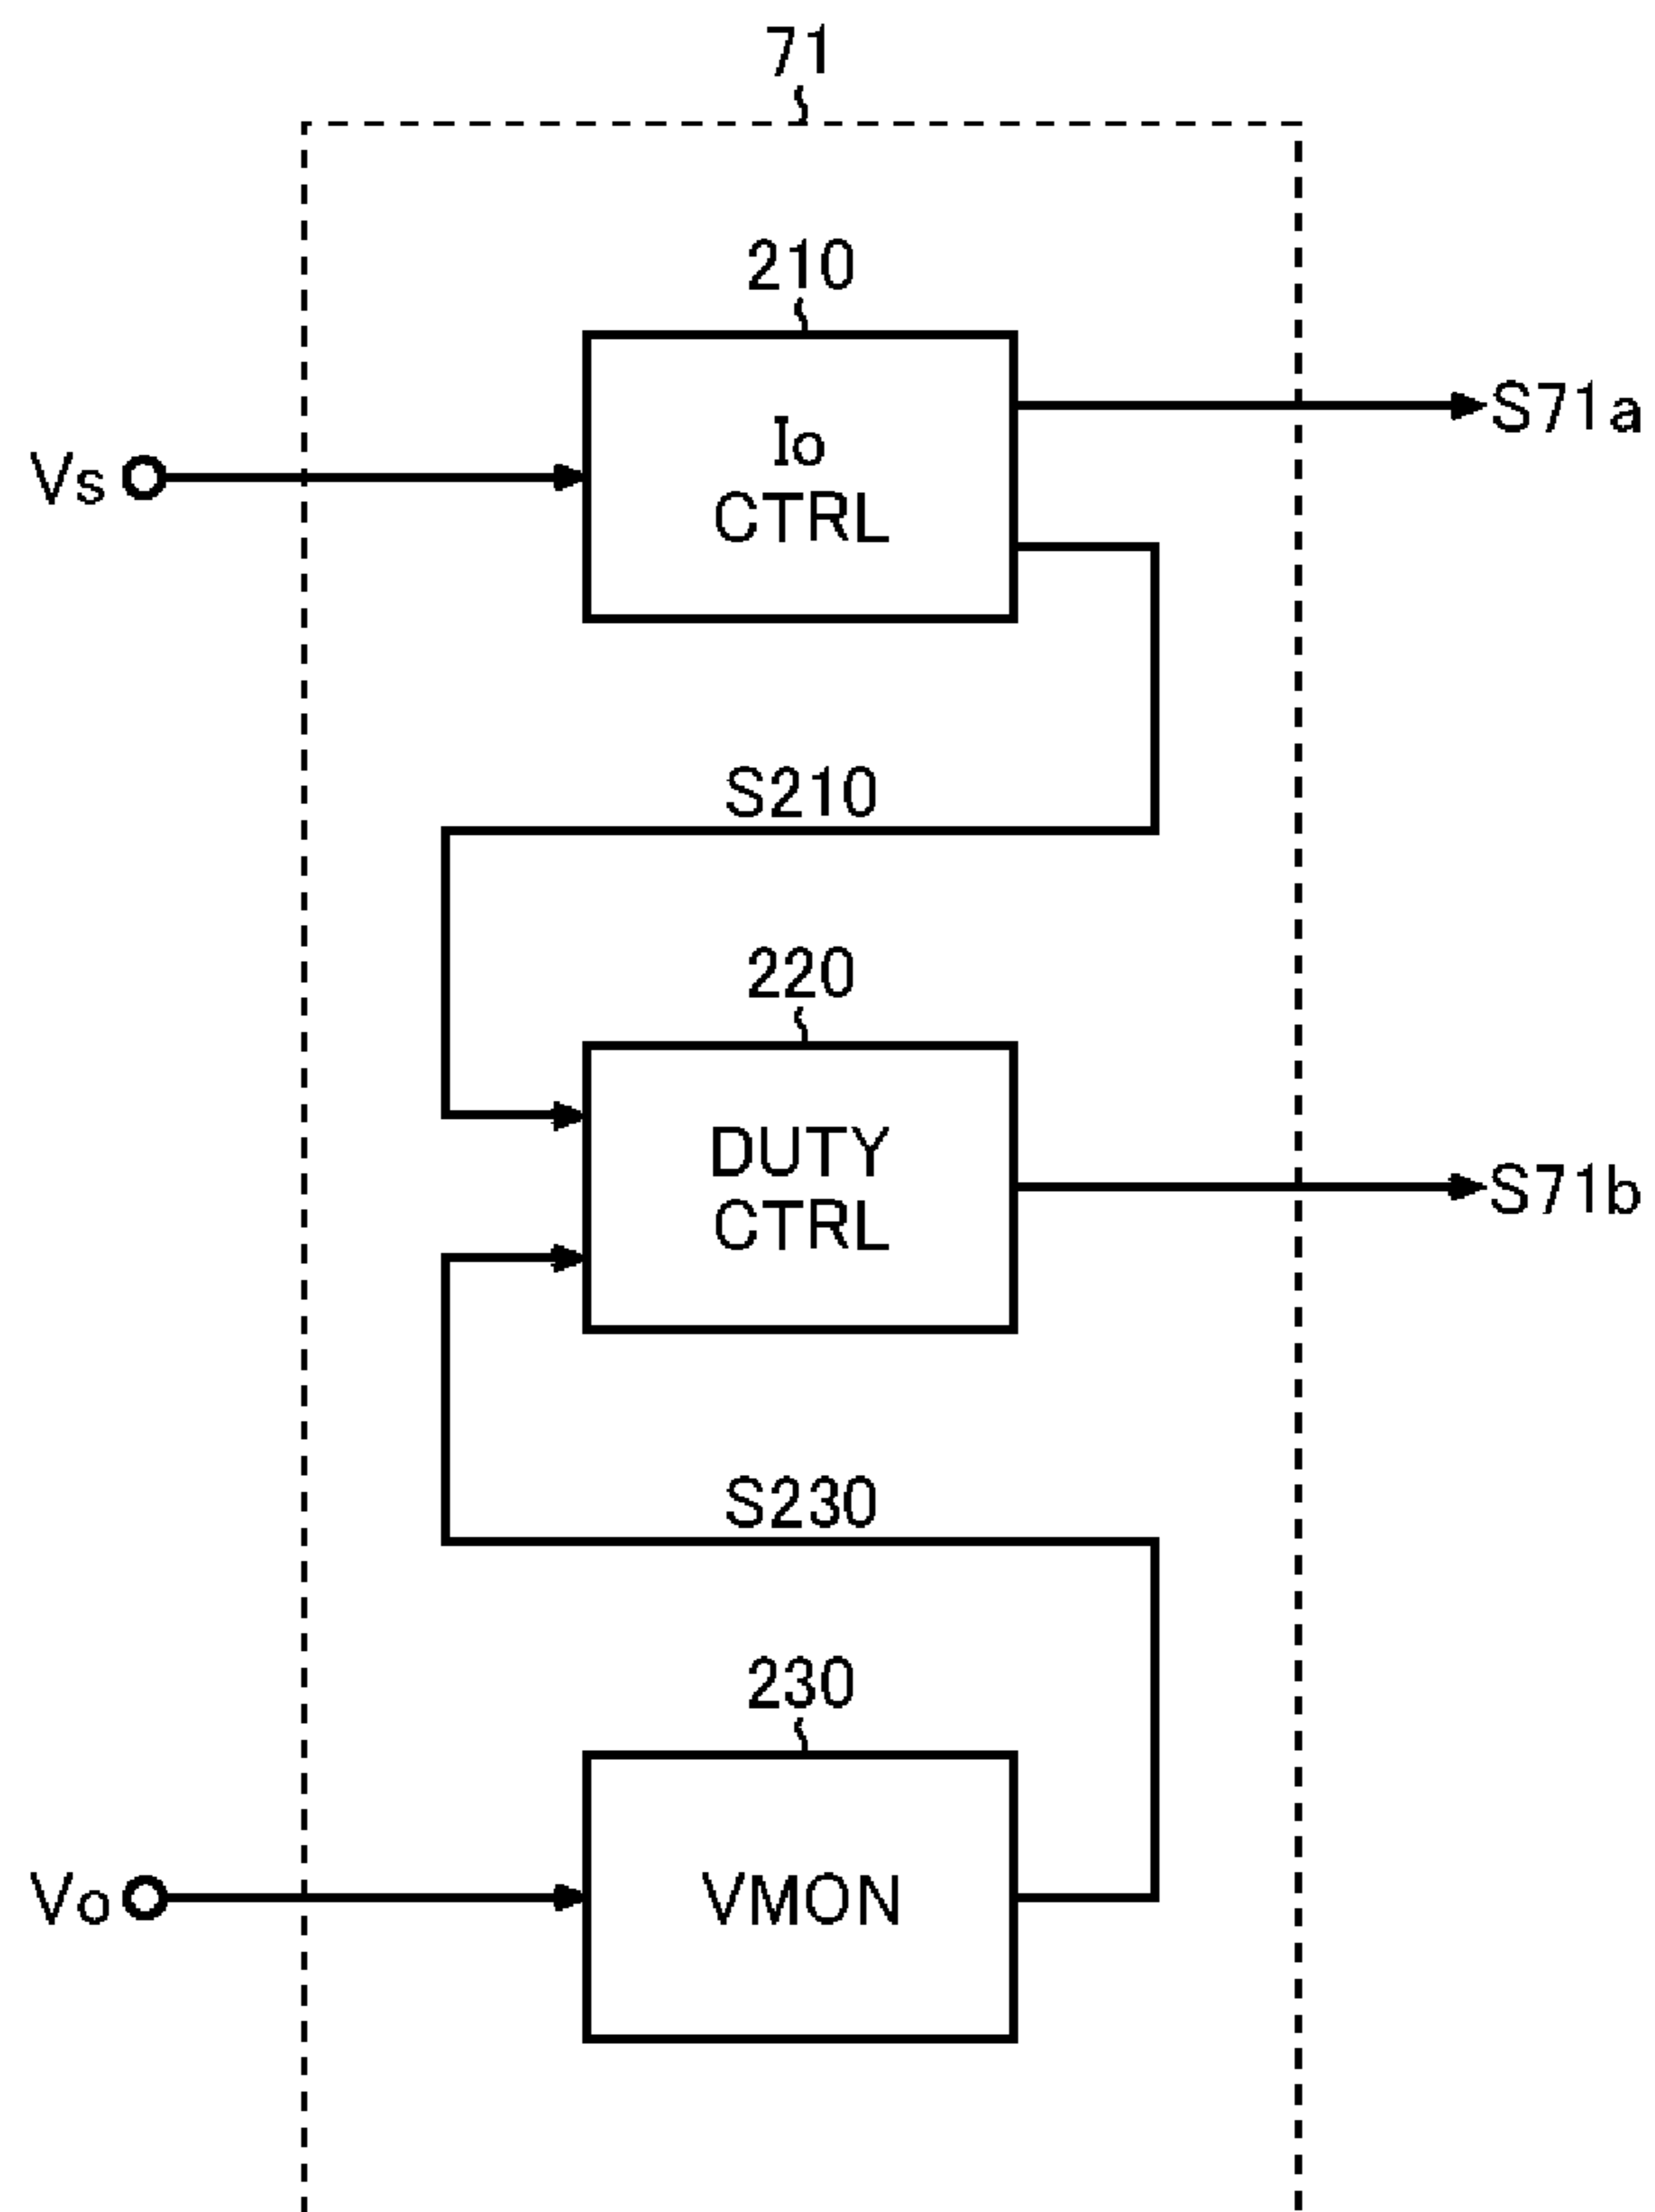 71
210
S71a
Vs
Io
CTRL
S210
220
DUTY
CTRL
S71b
S230
230
Vo
VMON